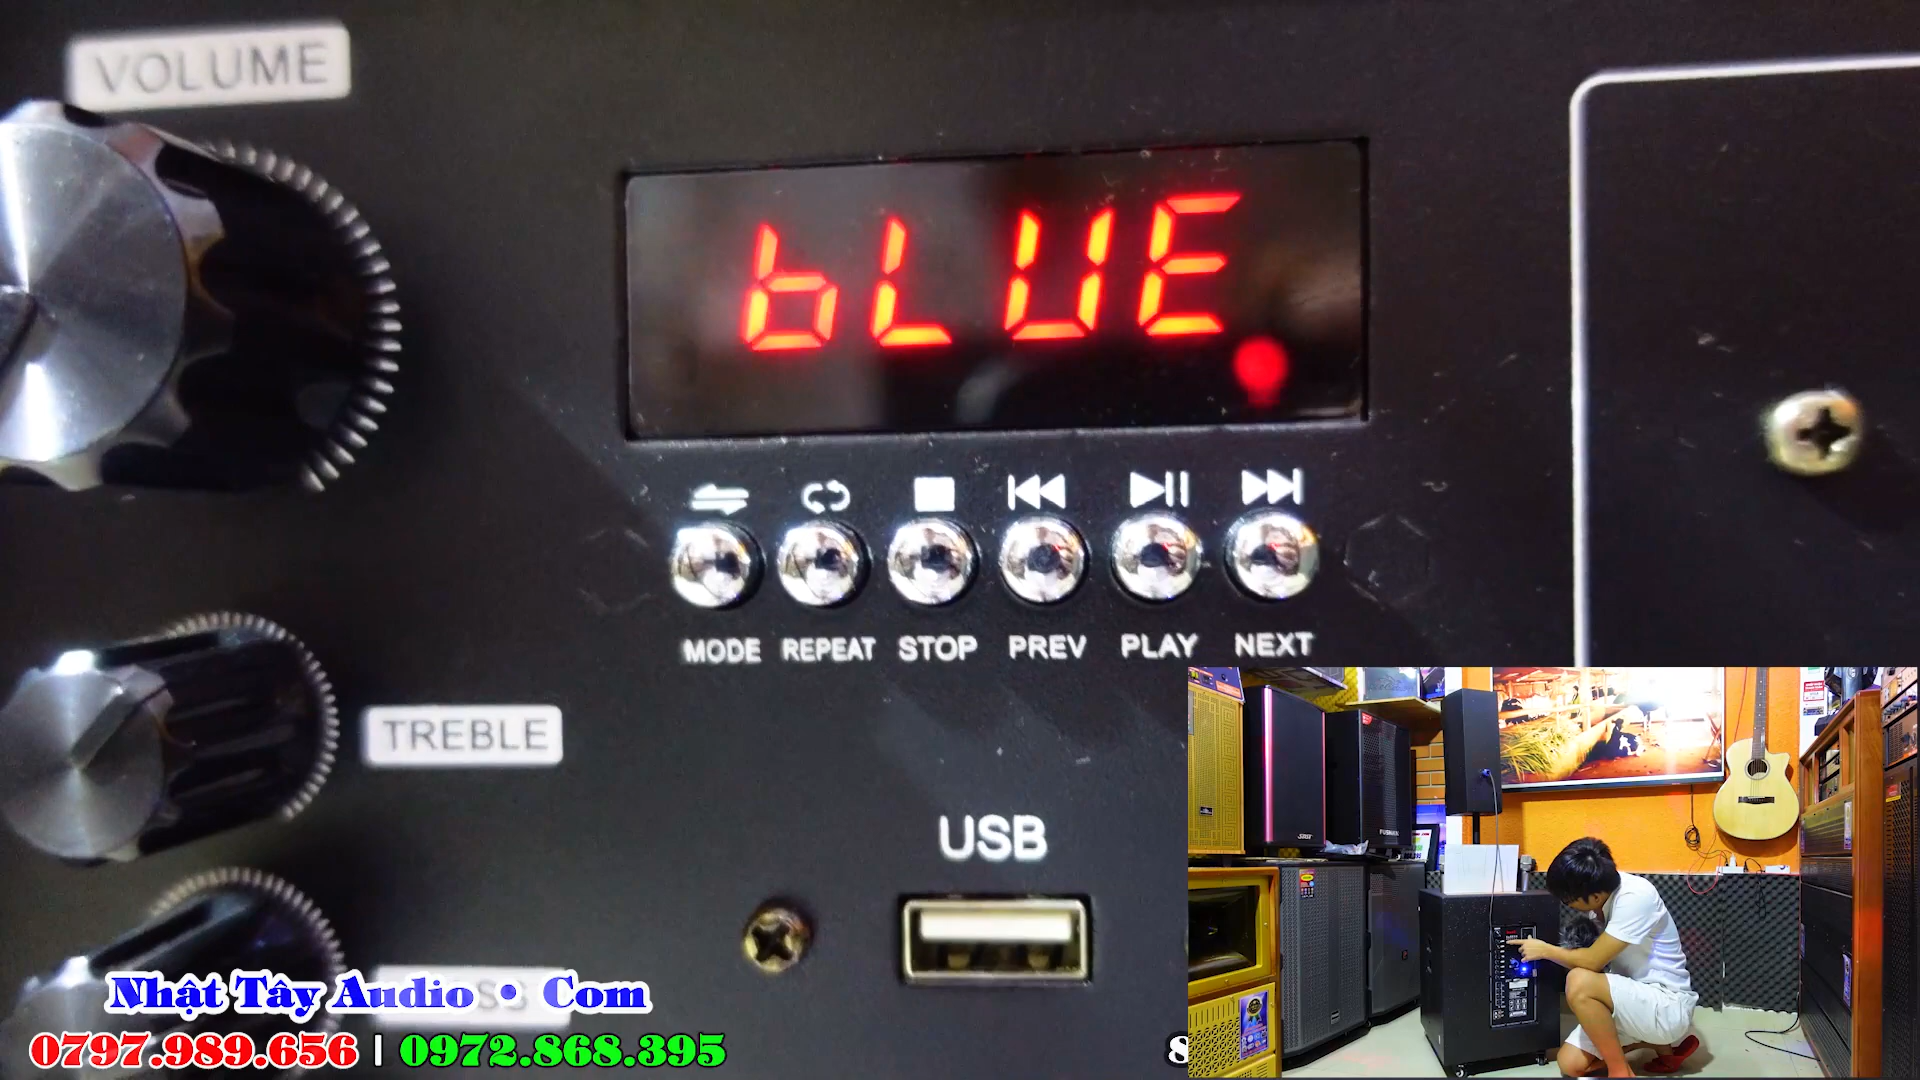 VOLUME
bLUE
MODE REPEAT STOP PREV PLAY NEXT
TREBLE
USB
Nhật Tây Audio • Com
0797.989.656 | 0972.868.395
8